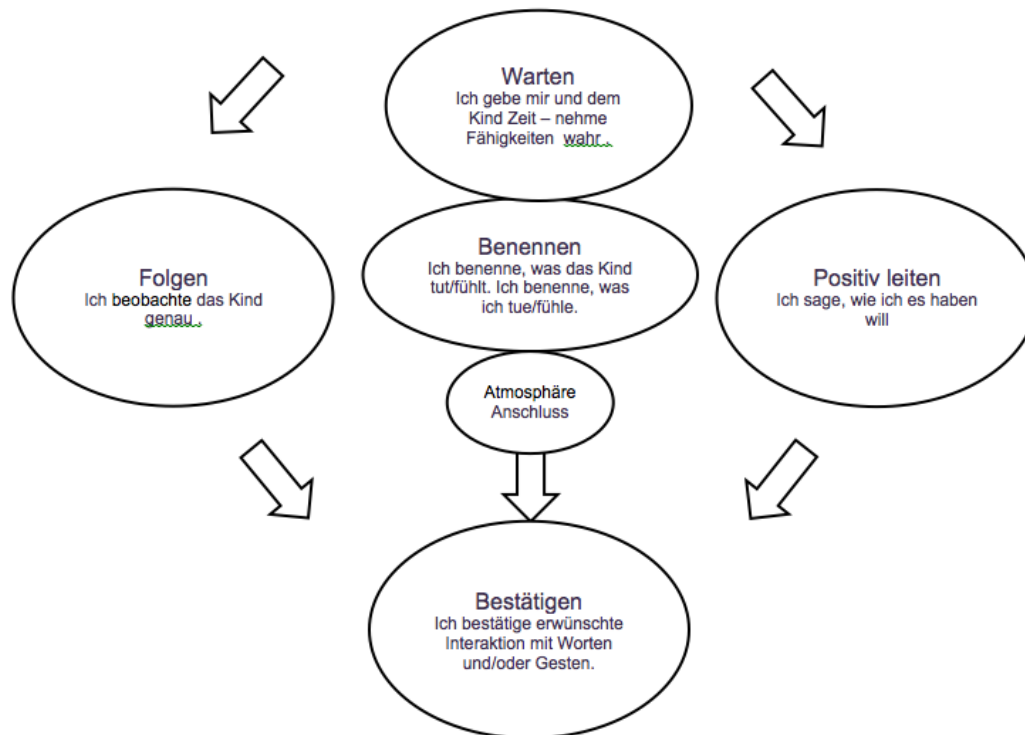 Warten
Ich gebe mir und dem
Kind Zeit – nehme
Fähigkeiten wahr .
Folgen
Ich beobachte das Kind
genau .
Benennen
Ich benenne, was das Kind
tut/fühlt. Ich benenne, was
ich tue/fühle.
Positiv leiten
Ich sage, wie ich es haben
will
Atmosphäre
Anschluss
Bestätigen
Ich bestätige erwünschte
Interaktion mit Worten
und/oder Gesten.